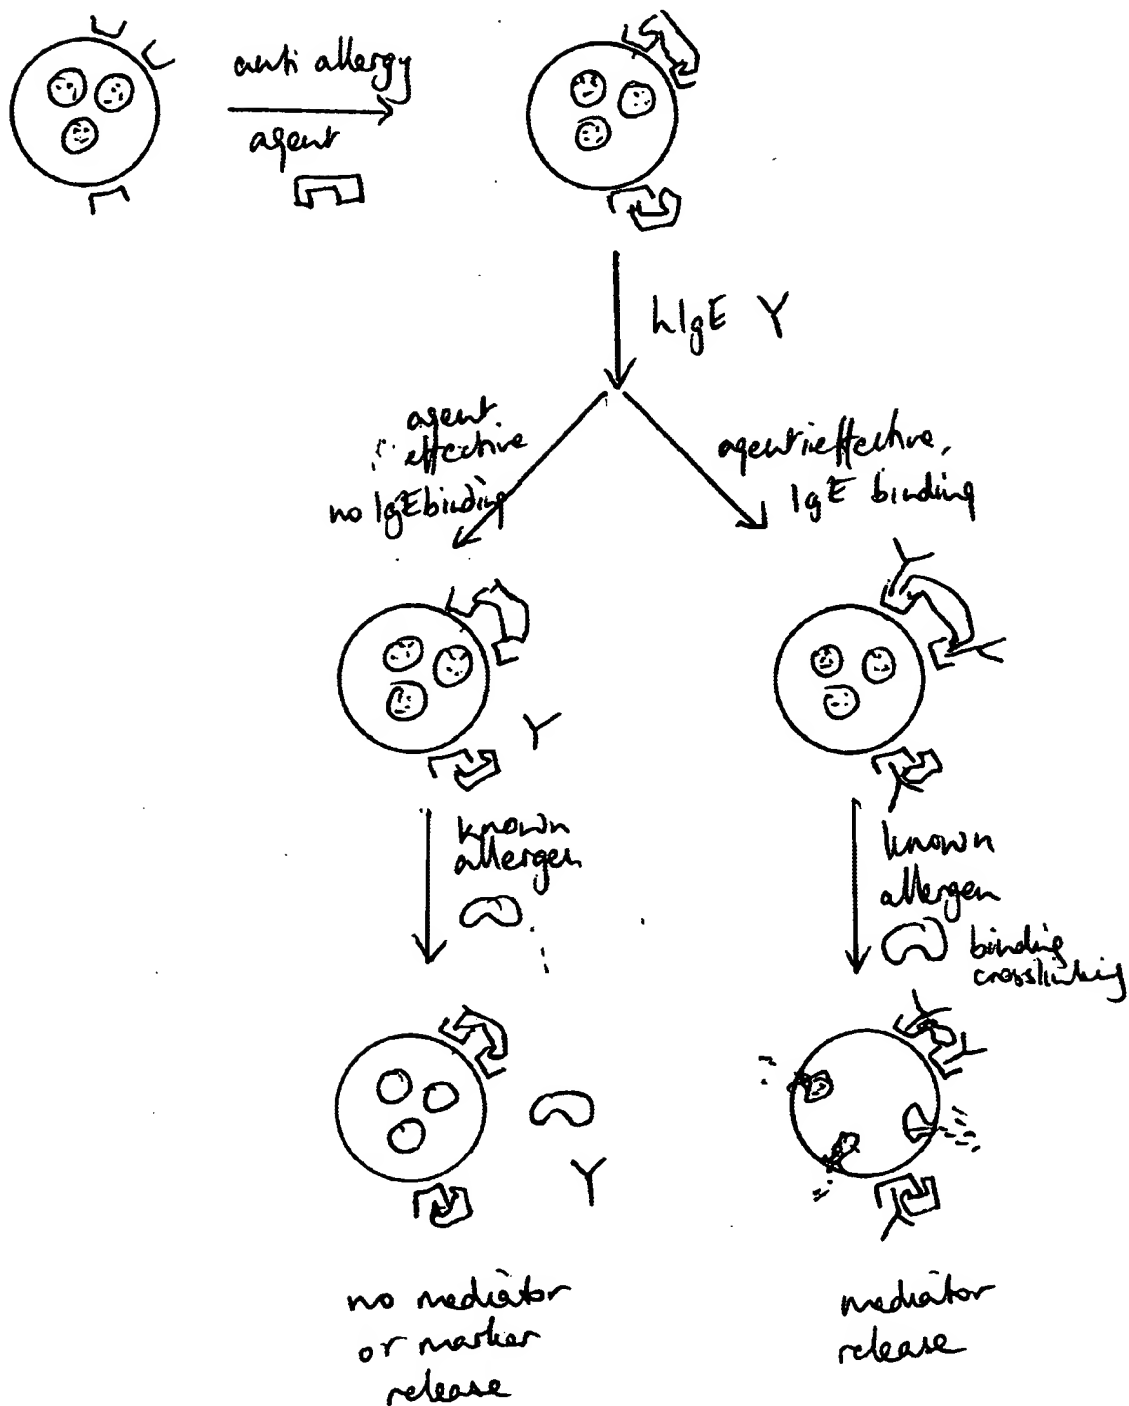 anti allergy
agent
hIgE Y
agent
effective
no IgE binding
agent ineffective,
IgE binding
known
allergen
known
allergen
binding
crosslinking
no mediator
or marker
release
mediator
release